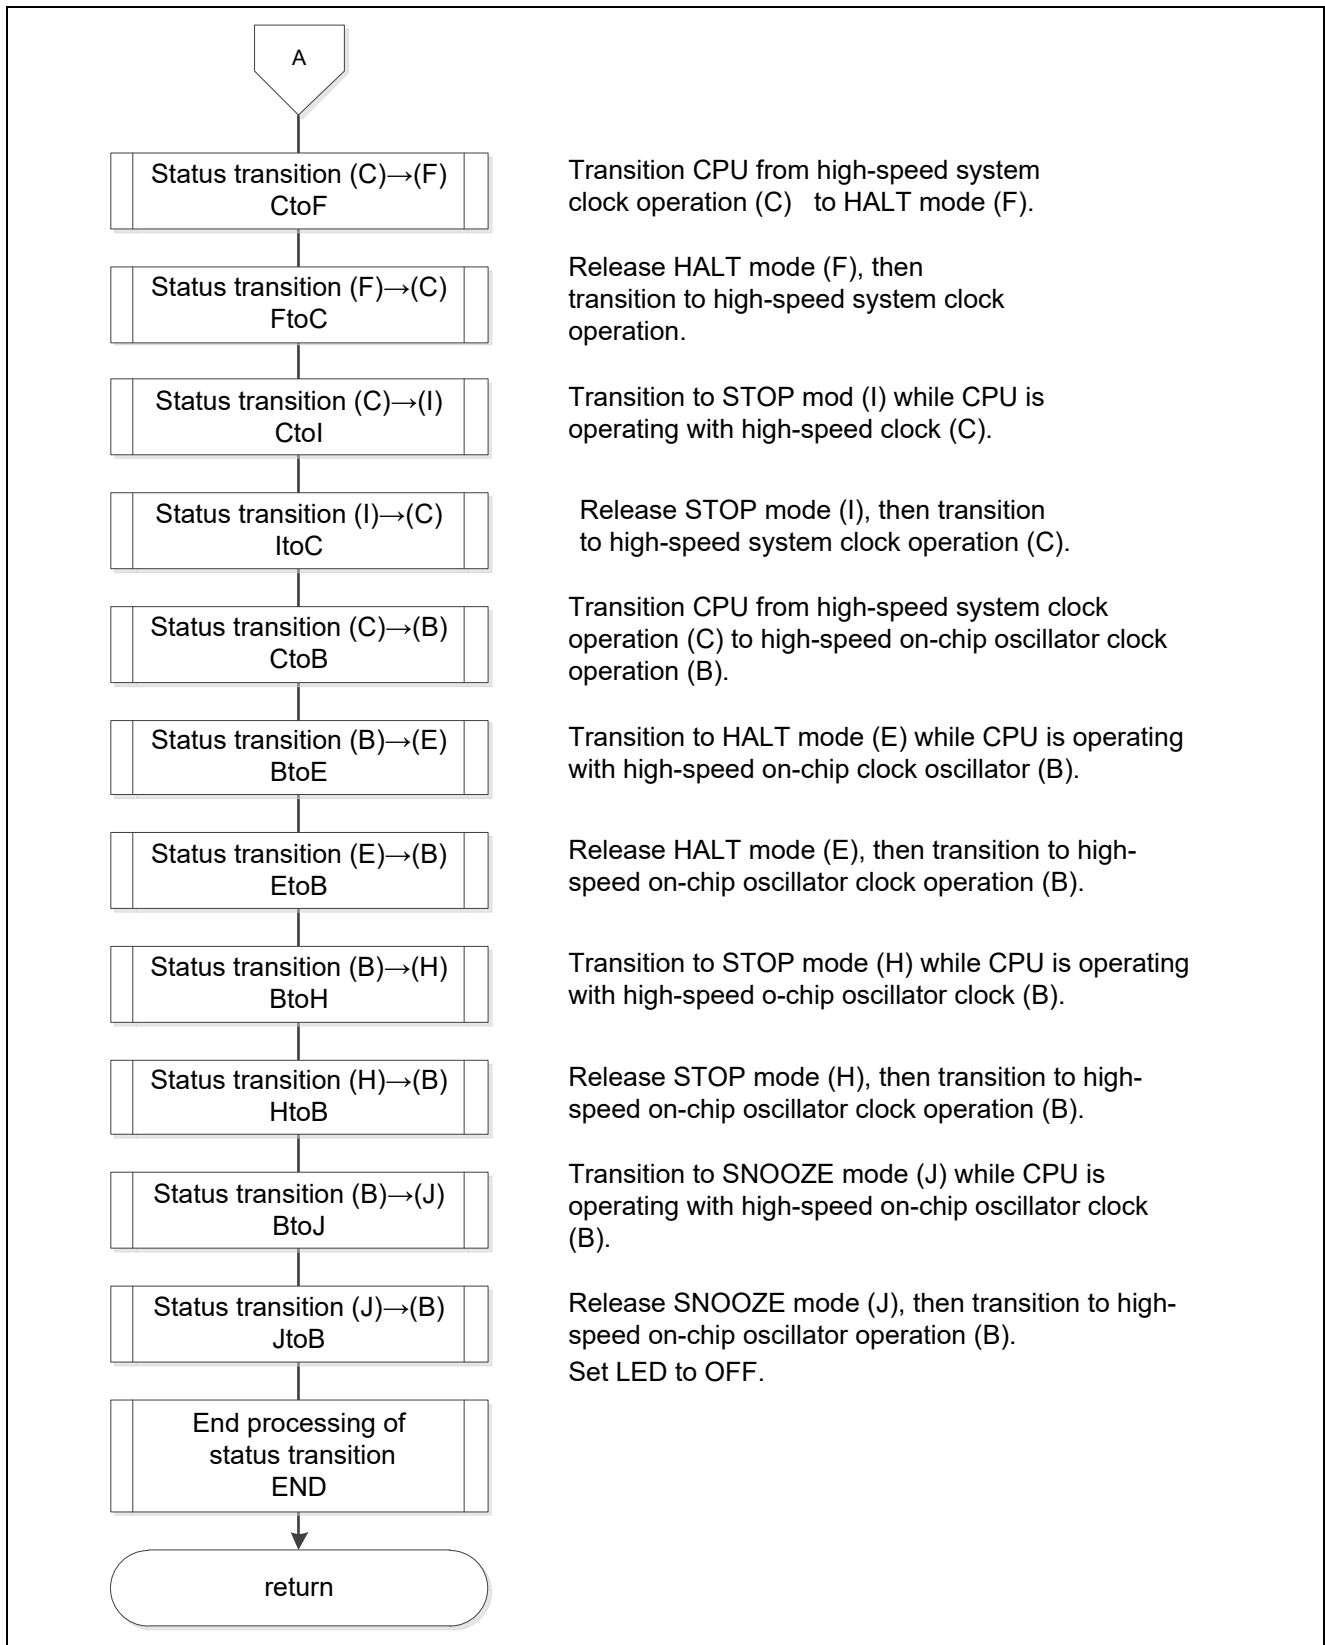 A
Status transition (C)→(F)
CtoF
Transition CPU from high-speed system
clock operation (C) to HALT mode (F).
Status transition (F)→(C)
FtoC
Release HALT mode (F), then
transition to high-speed system clock
operation.
Status transition (C)→(I)
CtoI
Transition to STOP mod (I) while CPU is
operating with high-speed clock (C).
Status transition (I)→(C)
ItoC
Release STOP mode (I), then transition
to high-speed system clock operation (C).
Status transition (C)→(B)
CtoB
Transition CPU from high-speed system clock
operation (C) to high-speed on-chip oscillator clock
operation (B).
Status transition (B)→(E)
BtoE
Transition to HALT mode (E) while CPU is operating
with high-speed on-chip clock oscillator (B).
Status transition (E)→(B)
EtoB
Release HALT mode (E), then transition to high-
speed on-chip oscillator clock operation (B).
Status transition (B)→(H)
BtoH
Transition to STOP mode (H) while CPU is operating
with high-speed o-chip oscillator clock (B).
Status transition (H)→(B)
HtoB
Release STOP mode (H), then transition to high-
speed on-chip oscillator clock operation (B).
Status transition (B)→(J)
BtoJ
Transition to SNOOZE mode (J) while CPU is
operating with high-speed on-chip oscillator clock
(B).
Status transition (J)→(B)
JtoB
Release SNOOZE mode (J), then transition to high-
speed on-chip oscillator operation (B).
Set LED to OFF.
End processing of
status transition
END
return